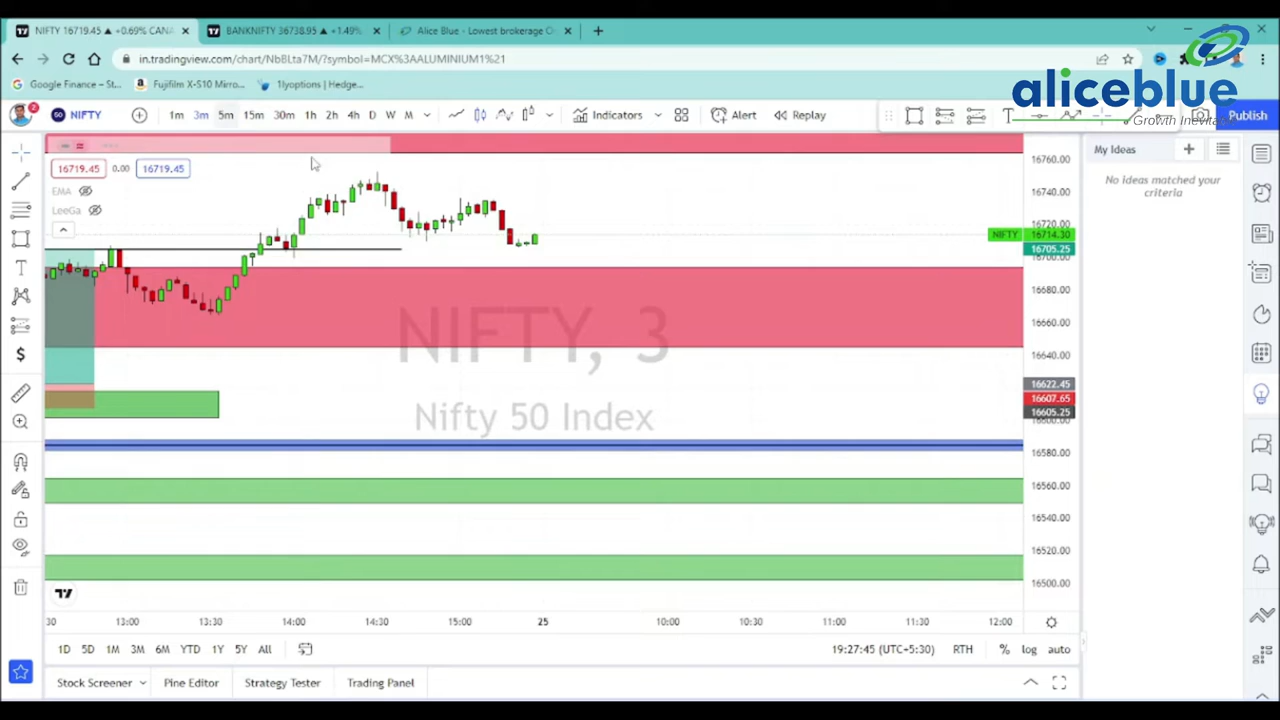 NIFTY 16719.45 ▲ +0.69% CANA
BANKNIFTY 36738.95 ▲ +1.49%
Alice Blue - Lowest brokerage O
in.tradingview.com/chart/NbBLta7M/?symbol=MCX%3AALUMINIUM1%21
Google Finance – St...
Fujifilm X-S10 Mirro...
1lyoptions | Hedge...
aliceblue
Growth Inevitable
2
50 NIFTY
1m 3m 5m 15m 30m 1h 2h 4h D W M
Indicators
Alert
Replay
Publish
My Ideas
No ideas matched your
criteria
16719.45 0.00 16719.45
EMA
LeeGa
16760.00
16740.00
16720.00
NIFTY 16714.30
16705.25
16700.00
16680.00
16660.00
16640.00
16622.45
16607.65
16605.25
16600.00
16580.00
16560.00
16540.00
16520.00
16500.00
NIFTY, 3
Nifty 50 Index
30 13:00 13:30 14:00 14:30 15:00 25 10:00 10:30 11:00 11:30 12:00
1D 5D 1M 3M 6M YTD 1Y 5Y All
19:27:45 (UTC+5:30) RTH % log auto
Stock Screener Pine Editor Strategy Tester Trading Panel